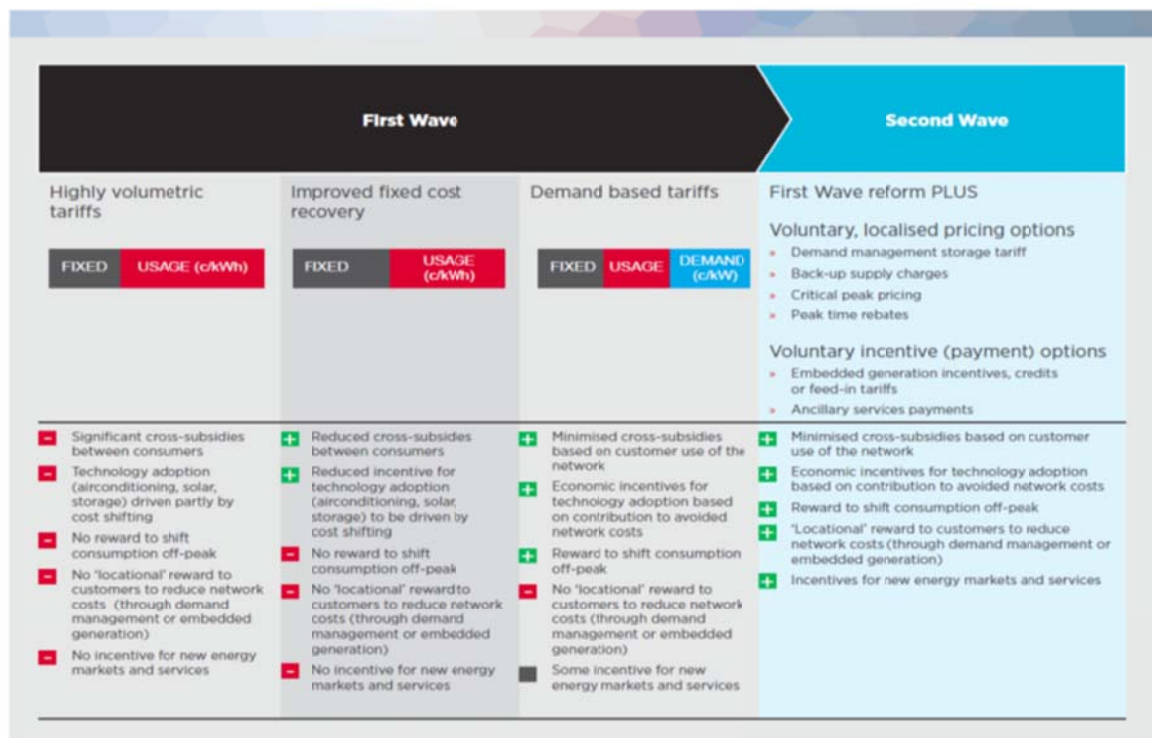 First Wave
Second Wave
Highly volumetric
tariffs
FIXED
USAGE (c/kWh)
Improved fixed cost
recovery
FIXED
USAGE
(c/kWh)
Demand based tariffs
FIXED
USAGE
DEMAND
(c/kW)
First Wave reform PLUS
Voluntary, localised pricing options
» Demand management storage tariff
» Back-up supply charges
» Critical peak pricing
» Peak time rebates
Voluntary incentive (payment) options
» Embedded generation incentives, credits
or feed-in tariffs
» Ancillary services payments
- Significant cross-subsidies
between consumers
- Technology adoption
(airconditioning, solar,
storage) driven partly by
cost shifting
- No reward to shift
consumption off-peak
- No 'locational' reward to
customers to reduce network
costs (through demand
management or embedded
generation)
- No incentive for new energy
markets and services
+ Reduced cross-subsides
between consumers
+ Reduced incentive for
technology adoption
(airconditioning, solar,
storage) to be driven by
cost shifting
- No reward to shift
consumption off-peak
- No 'locational' reward to
customers to reduce network
costs (through demand
management or embedded
generation)
- No incentive for new energy
markets and services
+ Minimised cross-subsidies
based on customer use of the
network
+ Economic incentives for
technology adoption based
on contribution to avoided
network costs
+ Reward to shift consumption
off-peak
- No 'locational' reward to
customers to reduce network
costs (through demand
management or embedded
generation)
Some incentive for new
energy markets and services
+ Minimised cross-subsidies based on customer
use of the network
+ Economic incentives for technology adoption
based on contribution to avoided network costs
+ Reward to shift consumption off-peak
+ 'Locational' reward to customers to reduce
network costs (through demand management or
embedded generation)
+ Incentives for new energy markets and services